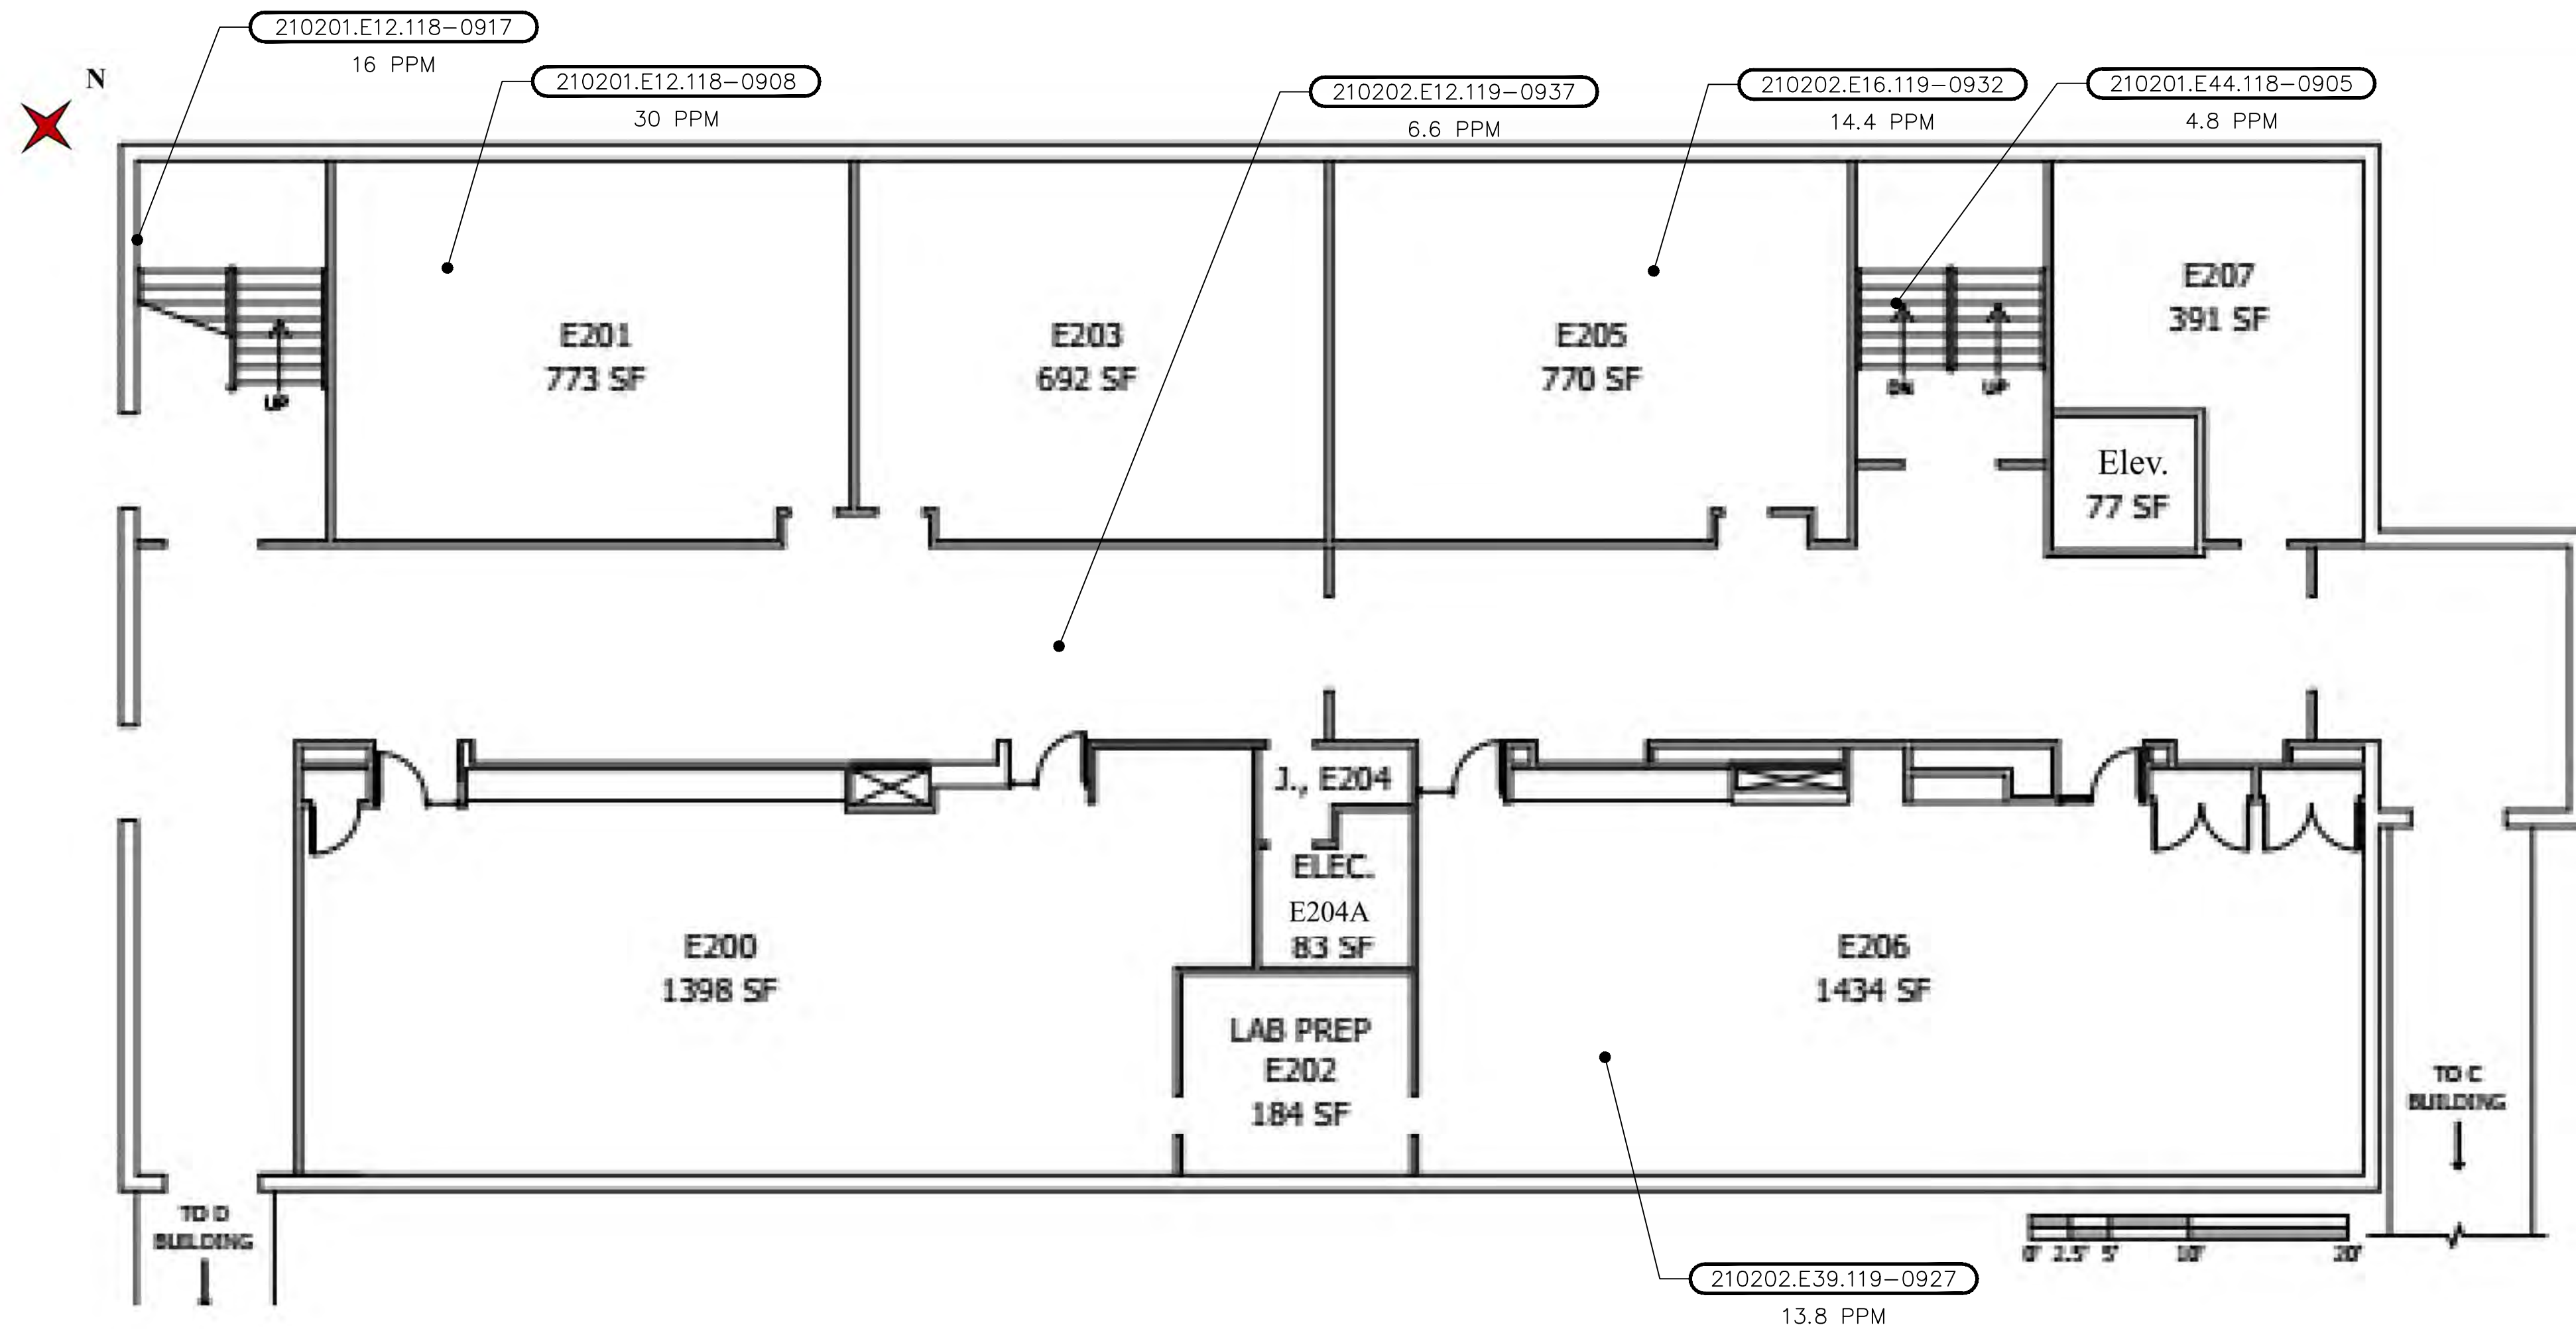 210201.E12.118-0917
16 PPM
N
210201.E12.118-0908
30 PPM
210202.E12.119-0937
6.6 PPM
210202.E16.119-0932
14.4 PPM
210201.E44.118-0905
4.8 PPM
E201
773 SF
E203
692 SF
E205
770 SF
E207
391 SF
UP
DN
UP
Elev.
77 SF
J., E204
ELEC.
E204A
83 SF
E200
1398 SF
LAB PREP
E202
184 SF
E206
1434 SF
TO C
BUILDING
TO D
BUILDING
0' 2.5' 5' 10' 20'
210202.E39.119-0927
13.8 PPM